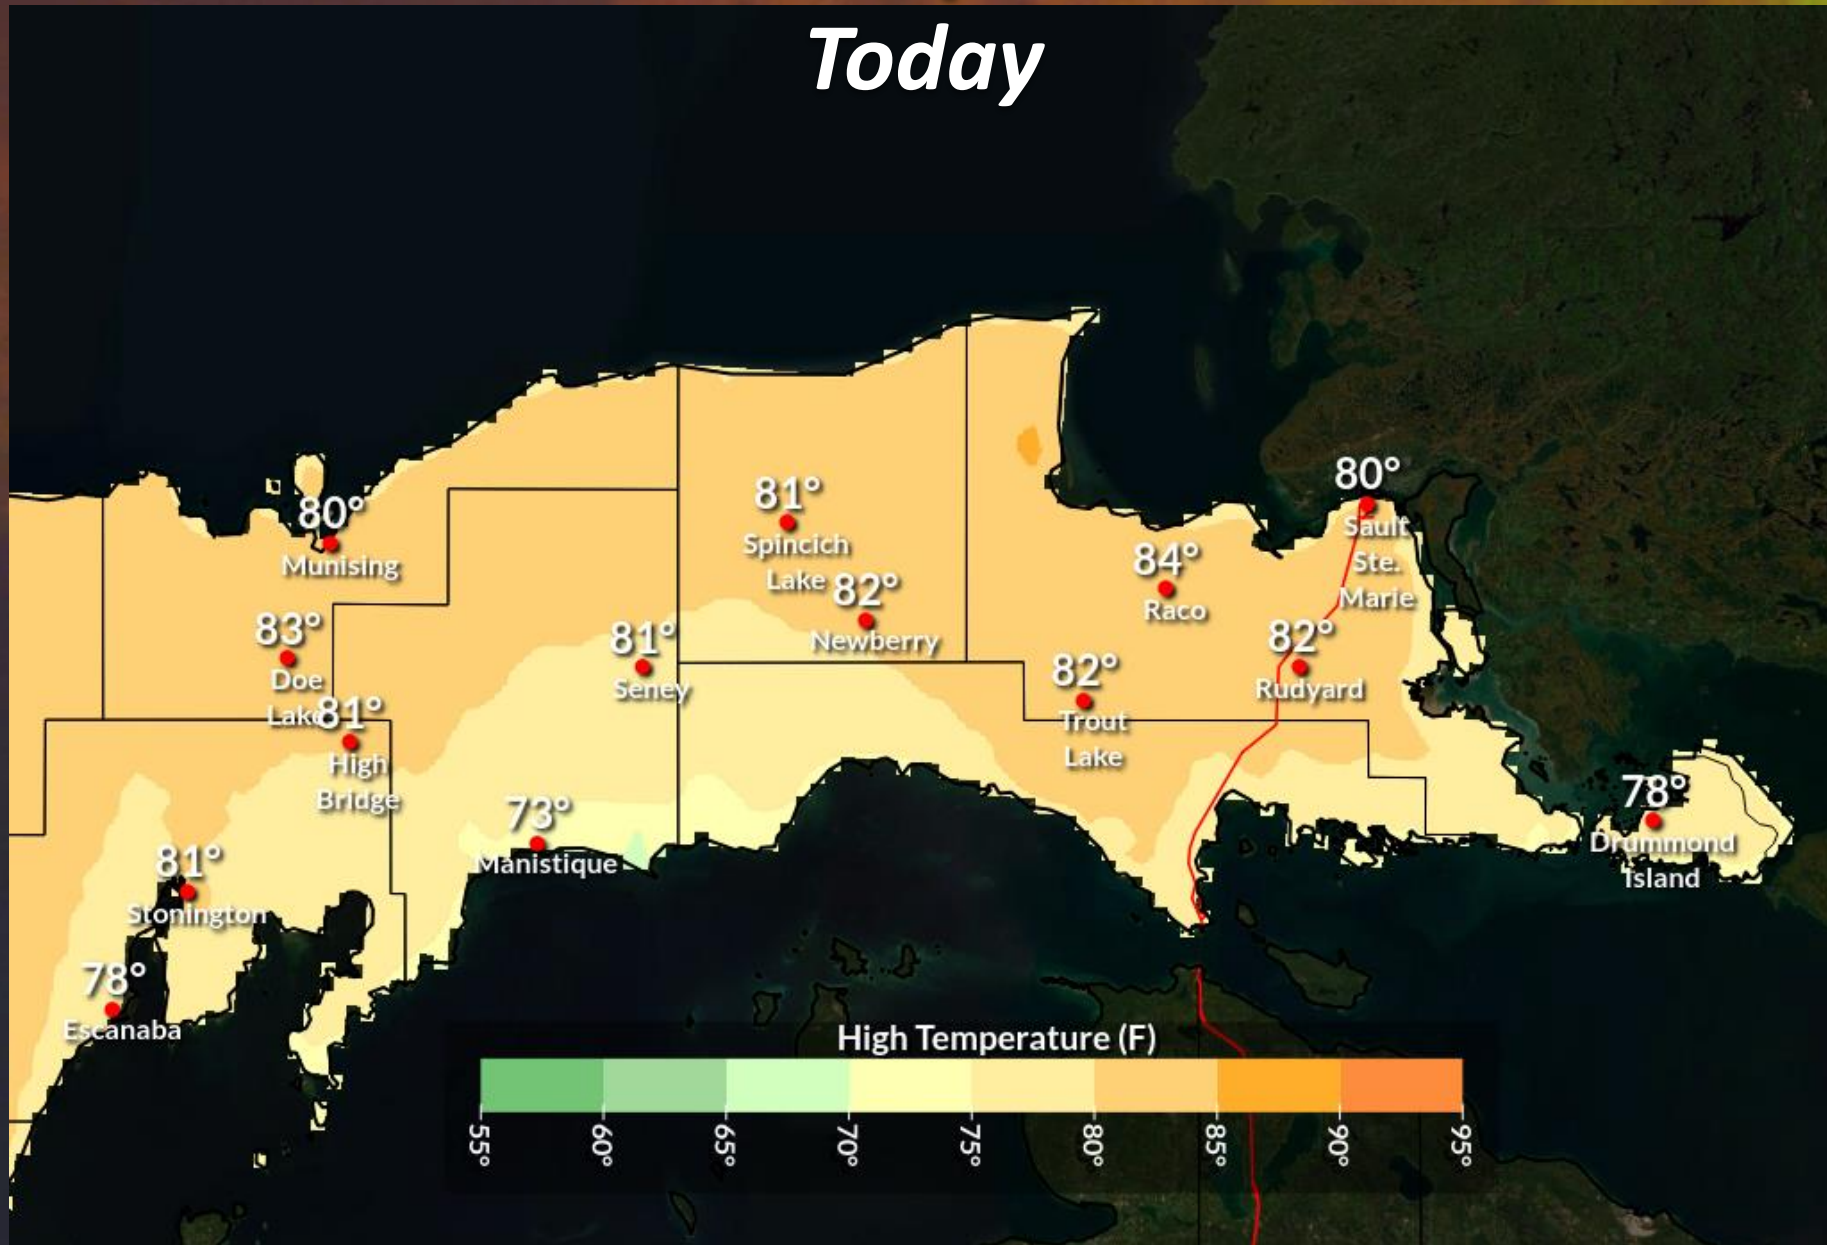 Today
80°
Sault
Ste.
Marie
81°
Spincich
Lake
80°
Munising
84°
Raco
82°
Newberry
83°
Doe
Lake
81°
Seney
82°
Rudyard
82°
Trout
Lake
81°
High
Bridge
78°
Drummond
Island
73°
Manistique
81°
Stonington
78°
Escanaba
High Temperature (F)
55°
60°
65°
70°
75°
80°
85°
90°
95°